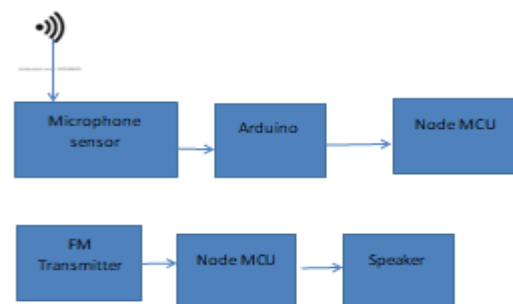 Microphone
sensor
Arduino
Node MCU
FM
Transmitter
Node MCU
Speaker